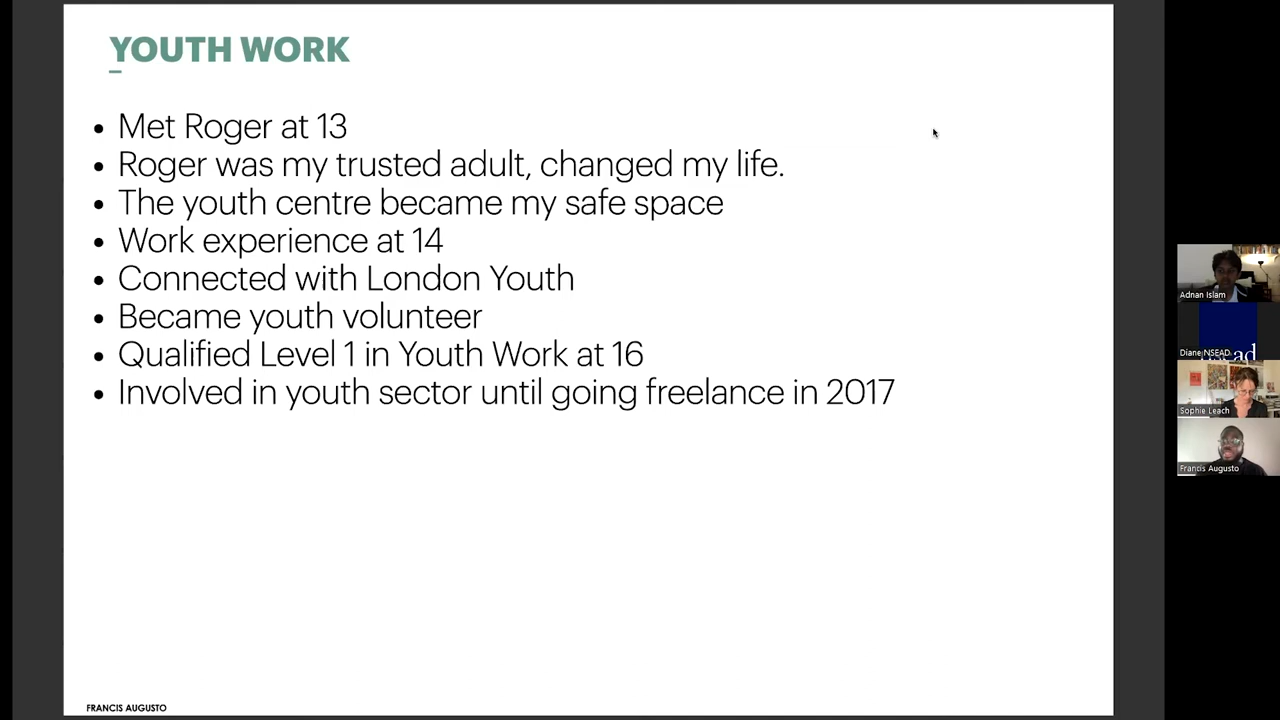 YOUTH WORK
• Met Roger at 13
• Roger was my trusted adult, changed my life.
• The youth centre became my safe space
• Work experience at 14
• Connected with London Youth
• Became youth volunteer
• Qualified Level 1 in Youth Work at 16
• Involved in youth sector until going freelance in 2017
FRANCIS AUGUSTO
Adnan Islam
Diane NSEAD
Sophie Leach
Francis Augusto